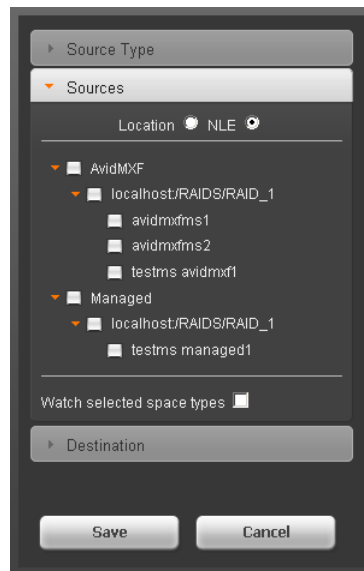 Source Type
Sources
Location NLE
AvidMXF
localhost:/RAIDS/RAID_1
avidmxfms1
avidmxfms2
testms avidmxf1
Managed
localhost:/RAIDS/RAID_1
testms managed1
Watch selected space types
Destination
Save Cancel